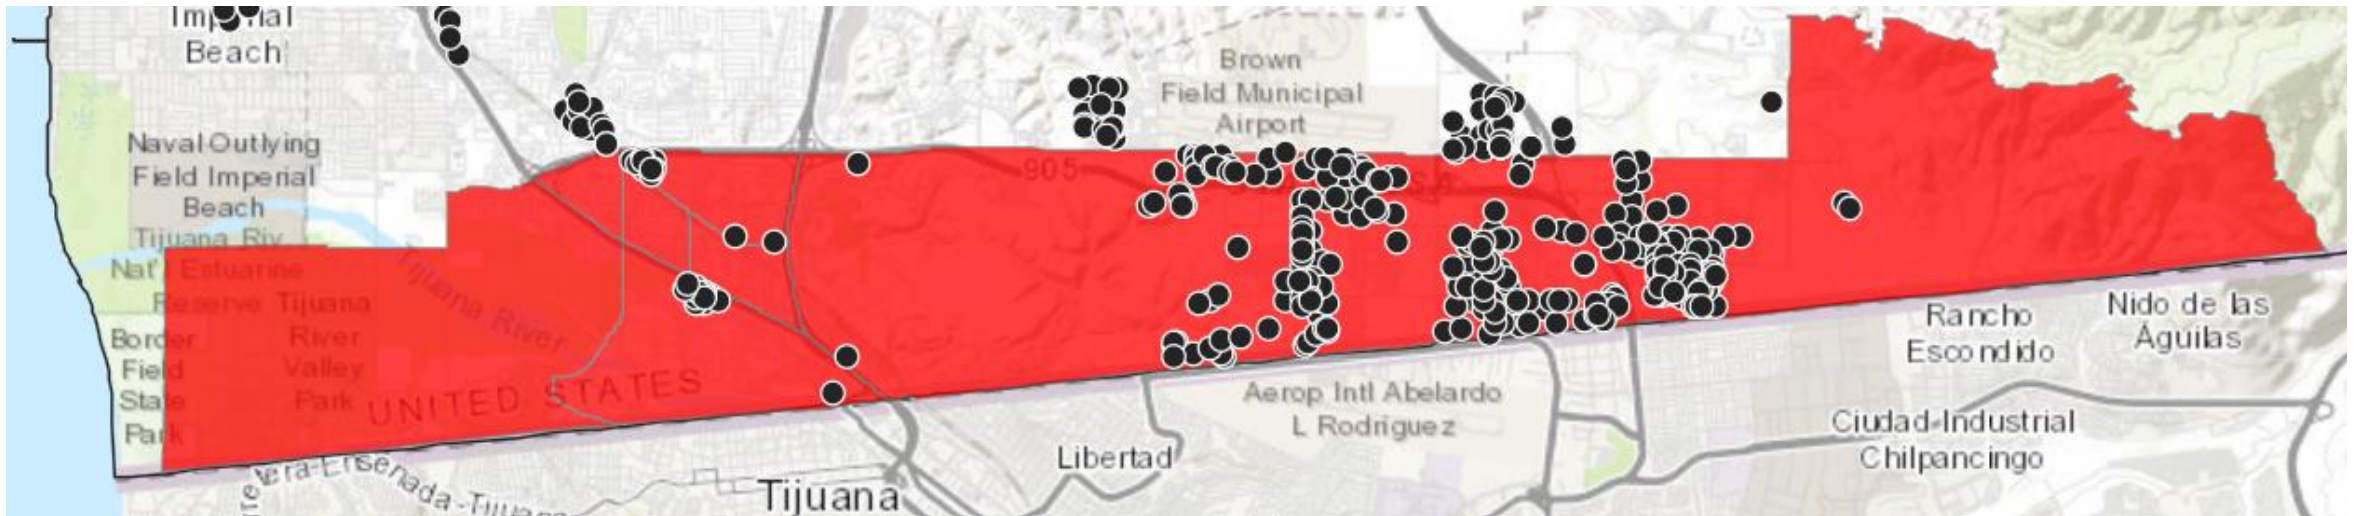 Imperial
Beach
Brown
Field Municipal
Airport
Naval Outlying
Field Imperial
Beach
905
Tijuana Riv
Nat'l Estuarine
Reserve Tijuana
River
Valley
Park
Border
Field
State
Park
Tijuana River
UNITED STATES
Rancho
Escondido
Nido de las
Águilas
Aerop Intl Abelardo
L Rodriguez
Libertad
Ciudad-Industrial
Chilpancingo
Tijuana